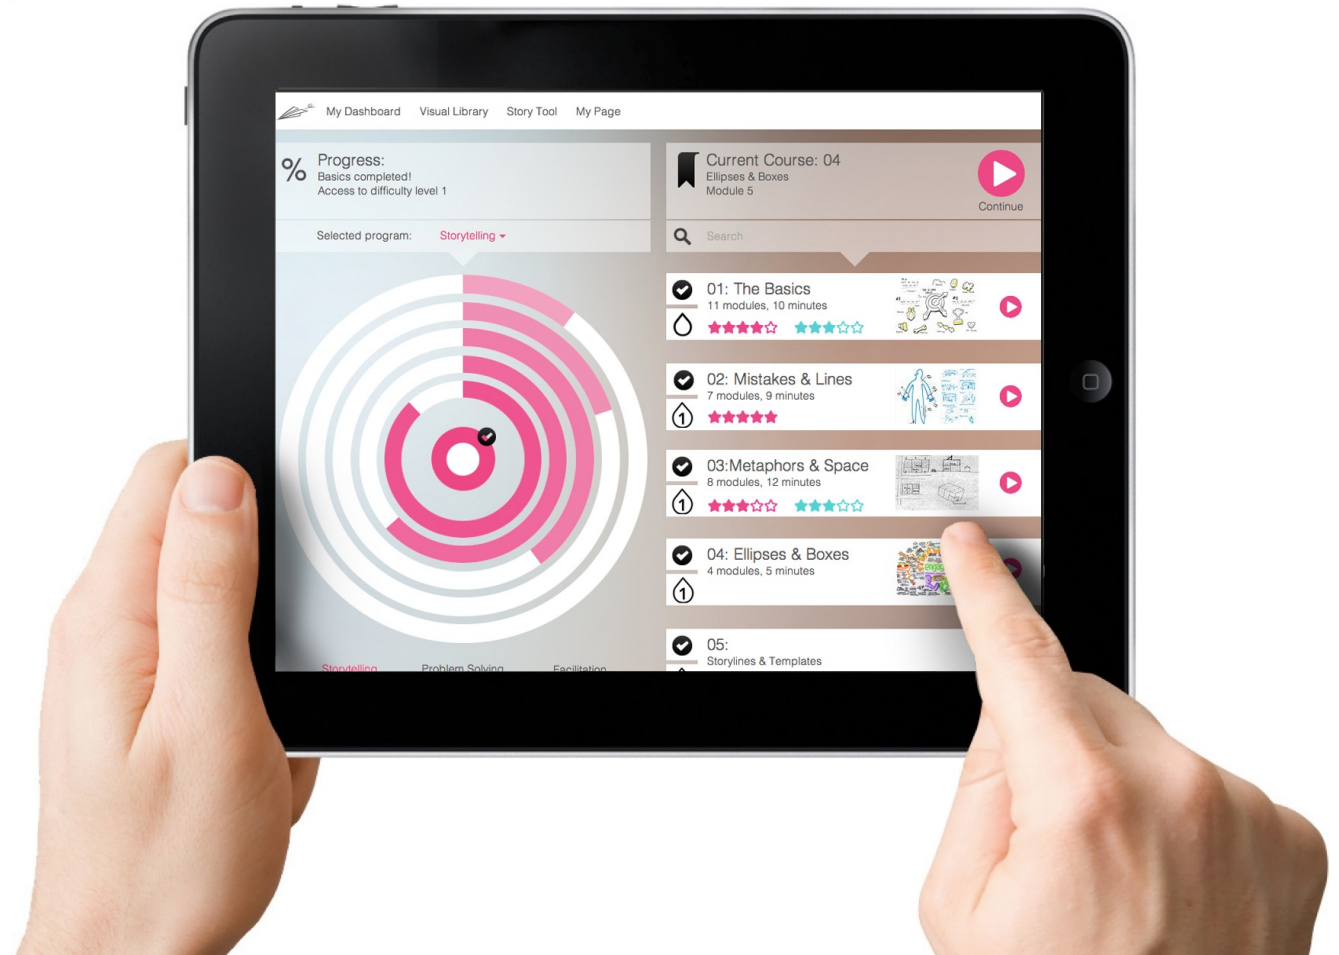 My Dashboard Visual Library Story Tool My Page
% Progress:
Basics completed!
Access to difficulty level 1
Selected program: Storytelling
Current Course: 04
Ellipses & Boxes
Module 5
Continue
Search
01: The Basics
11 modules, 10 minutes
02: Mistakes & Lines
7 modules, 9 minutes
1
03:Metaphors & Space
8 modules, 12 minutes
1
04: Ellipses & Boxes
4 modules, 5 minutes
1
05:
Storylines & Templates
Storytelling Problem Solving Facilitation